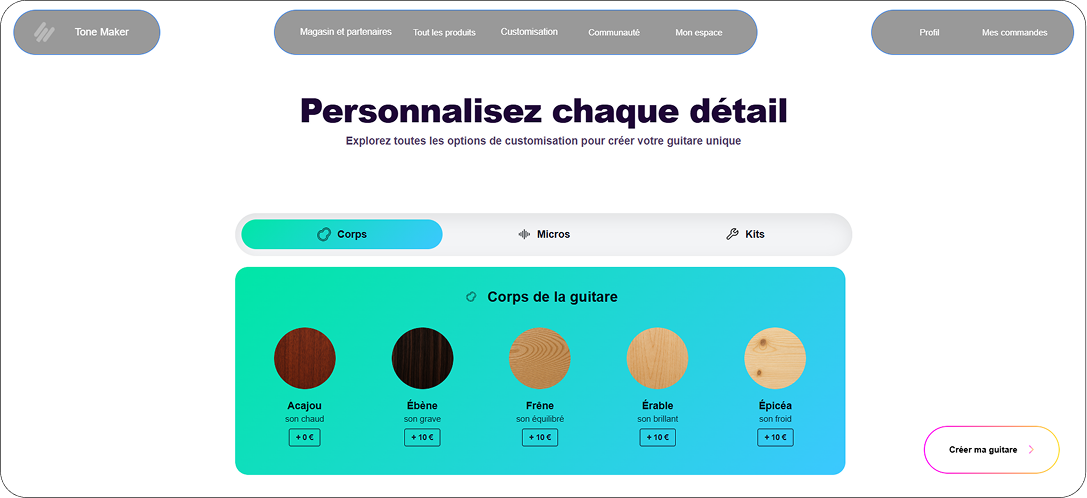 Tone Maker
Magasin et partenaires
Tout les produits
Customisation
Communauté
Mon espace
Profil
Mes commandes
Personnalisez chaque détail
Explorez toutes les options de customisation pour créer votre guitare unique
Corps
Micros
Kits
Corps de la guitare
Acajou
son chaud
+ 0 €
Ébène
son grave
+ 10 €
Frêne
son équilibré
+ 10 €
Érable
son brillant
+ 10 €
Épicéa
son froid
+ 10 €
Créer ma guitare